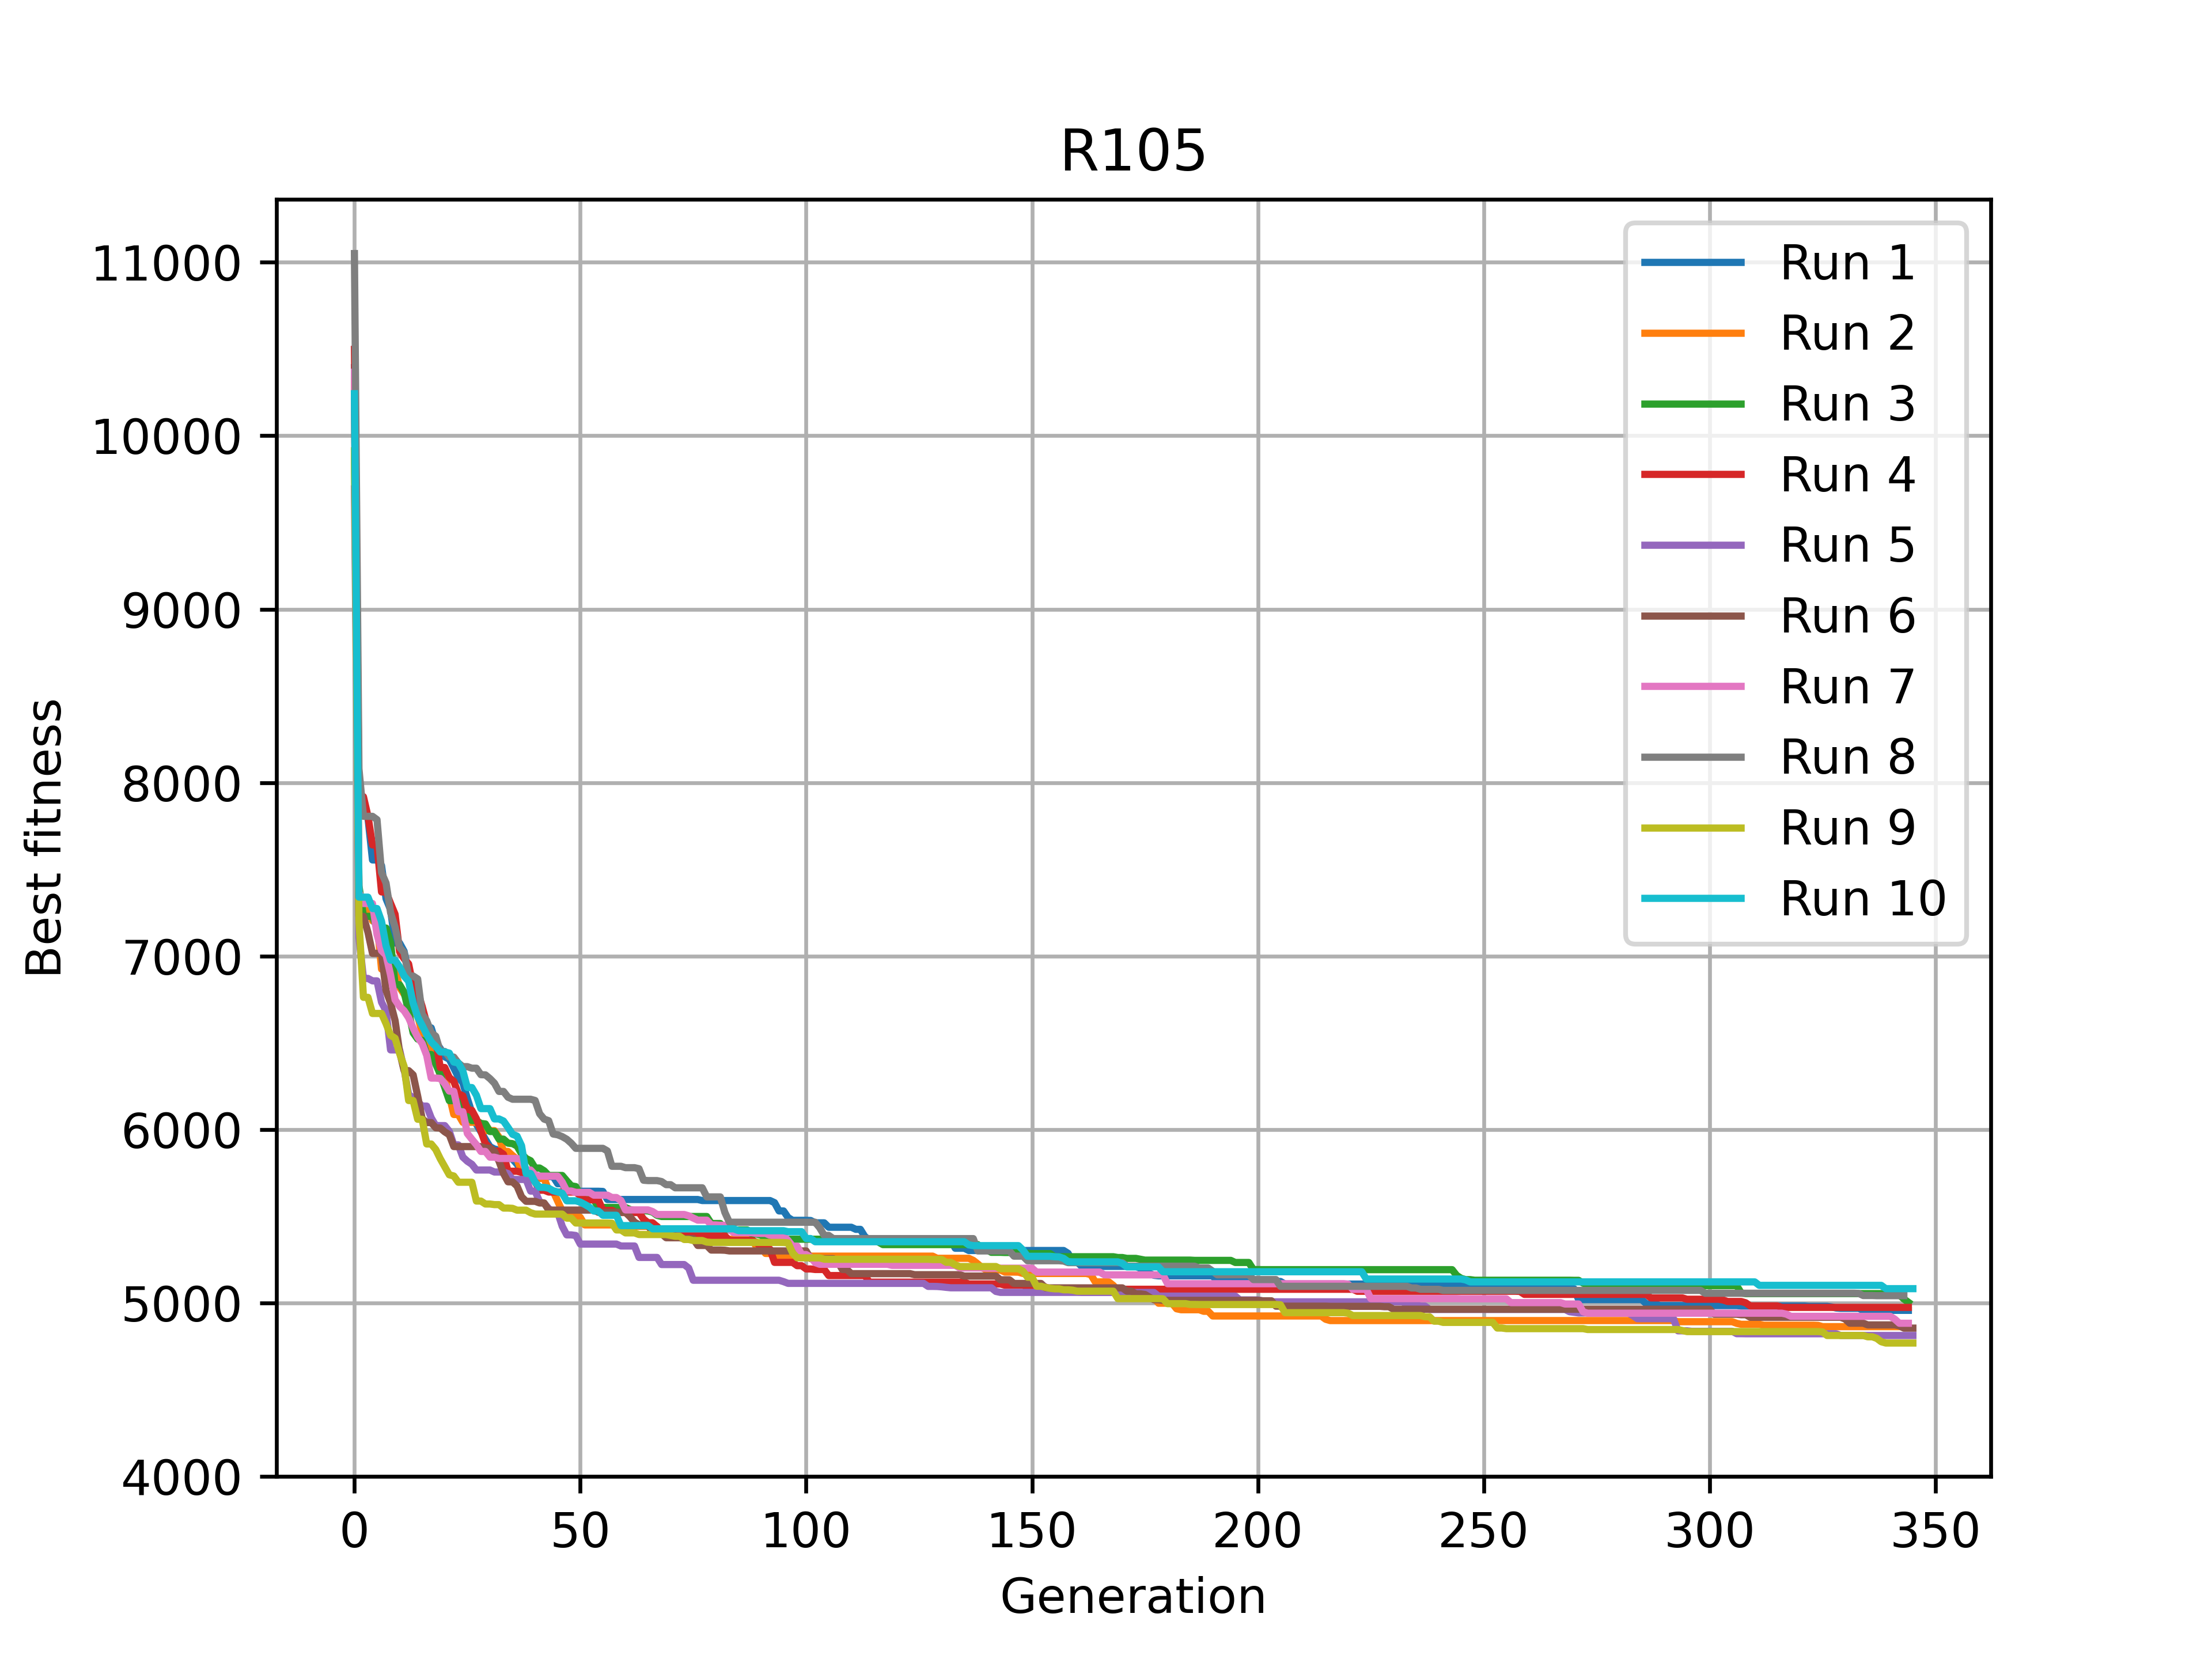 R105
Best fitness
11000
10000
9000
8000
7000
6000
5000
4000
0 50 100 150 200 250 300 350
Generation
Run 1
Run 2
Run 3
Run 4
Run 5
Run 6
Run 7
Run 8
Run 9
Run 10